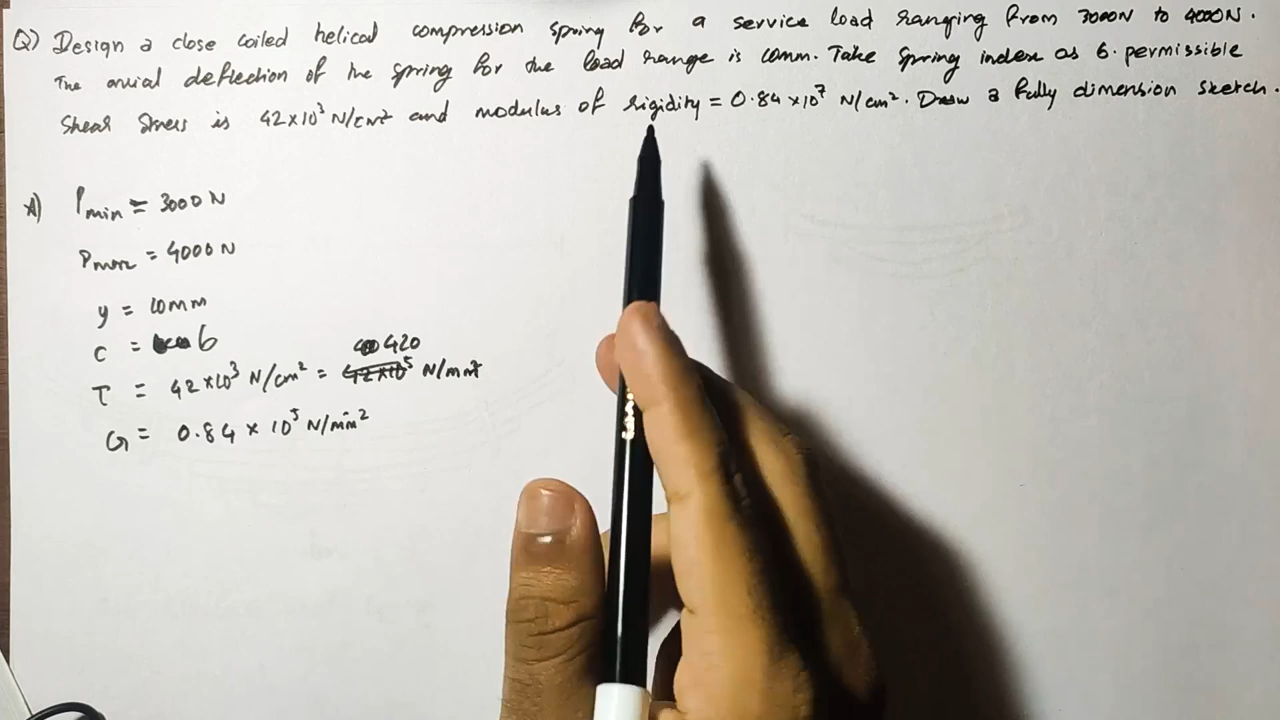 Q) Design a close coiled helical compression spring for a service load ranging from 3000N to 4000N.
The axial deflection of the spring for the load range is 10mm. Take spring index as 6. permissible
shear stress is 42×10³ N/cm² and modulus of rigidity = 0.84×10⁷ N/cm². Draw a fully dimension sketch.
A) Pmin = 3000N
Pmax = 4000N
y = 10mm
C = 6
420
τ = 42×10³ N/cm² = N/mm²
G = 0.84 × 10⁵ N/mm²